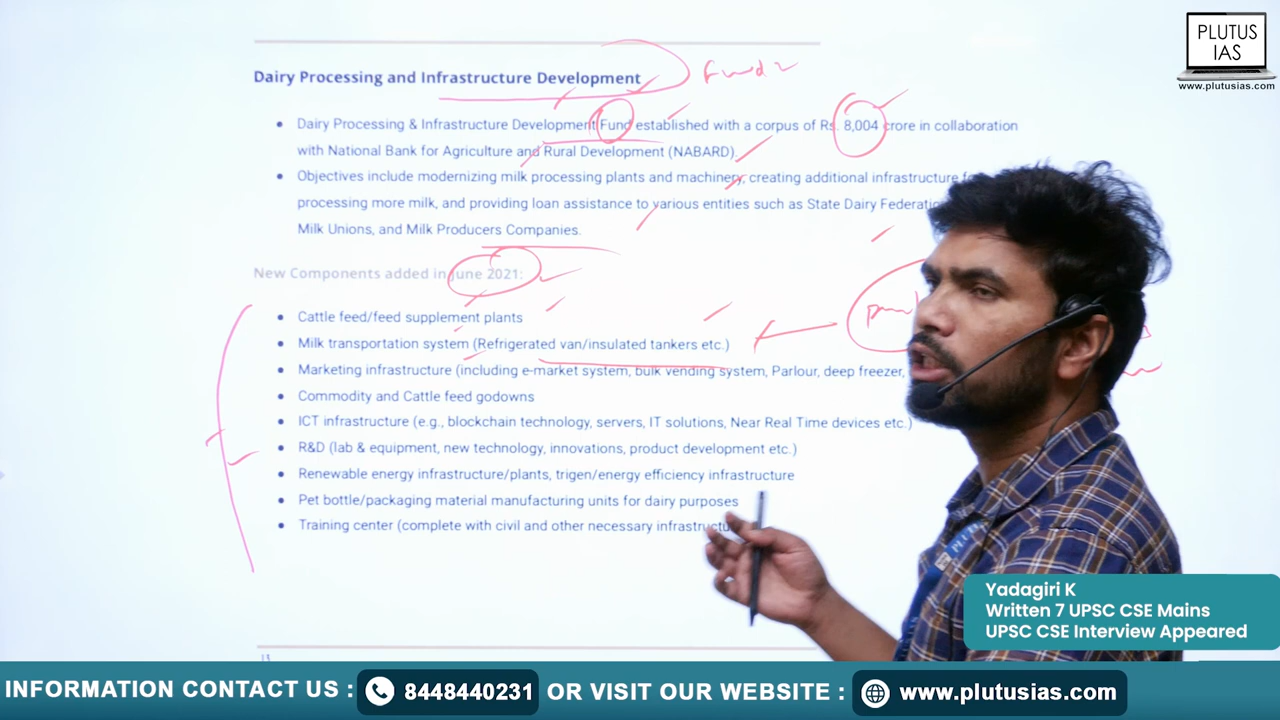 PLUTUS
IAS
www.plutusias.com
Dairy Processing and Infrastructure Development
Fund
• Dairy Processing & Infrastructure Development Fund established with a corpus of Rs. 8,004 crore in collaboration
with National Bank for Agriculture and Rural Development (NABARD).
• Objectives include modernizing milk processing plants and machinery, creating additional infrastructure
processing more milk, and providing loan assistance to various entities such as State Dairy
Milk Unions, and Milk Producers Companies.
New Components added in June 2021:
• Cattle feed/feed supplement plants
• Milk transportation system (Refrigerated van/insulated tankers etc.)
• Marketing infrastructure (including e-market system, bulk vending system, Parlour, deep freezer,
• Commodity and Cattle feed godowns
• ICT infrastructure (e.g., blockchain technology, servers, IT solutions, Near Real Time devices etc.)
• R&D (lab & equipment, new technology, innovations, product development etc.)
• Renewable energy infrastructure/plants, trigen/energy efficiency infrastructure
• Pet bottle/packaging material manufacturing units for dairy purposes
• Training center (complete with civil and other necessary
Yadagiri K
Written 7 UPSC CSE Mains
UPSC CSE Interview Appeared
INFORMATION CONTACT US : 8448440231 OR VISIT OUR WEBSITE : www.plutusias.com